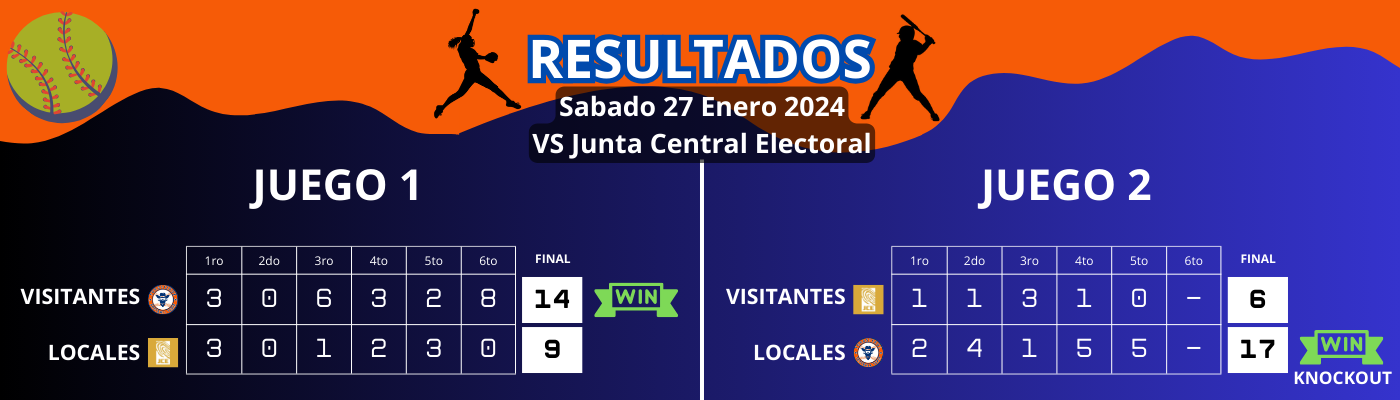 RESULTADOS
Sabado 27 Enero 2024
VS Junta Central Electoral
JUEGO 1
1ro 2do 3ro 4to 5to 6to FINAL
VISITANTES 3 0 6 3 2 8 14 WIN
LOCALES 3 0 1 2 3 0 9
JUEGO 2
1ro 2do 3ro 4to 5to 6to FINAL
VISITANTES 1 1 3 1 0 - 6
LOCALES 2 4 1 5 5 - 17 WIN
KNOCKOUT